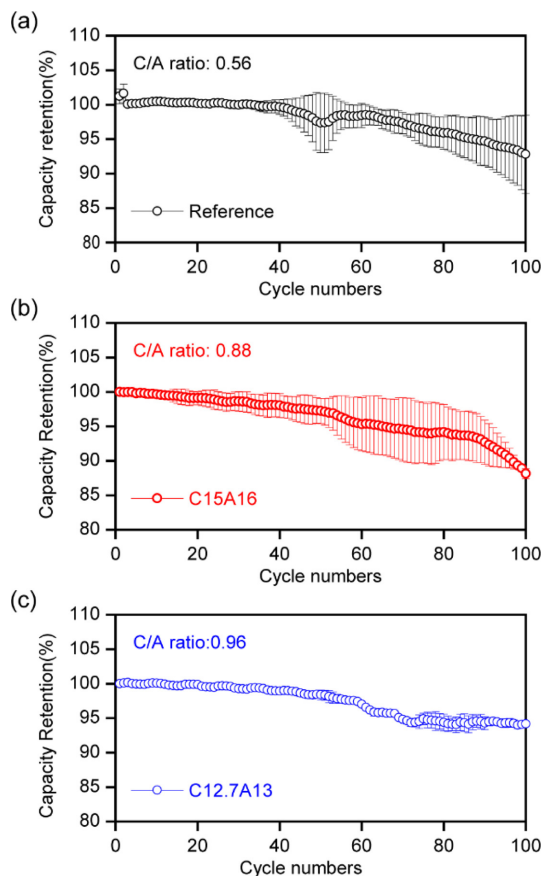 (a)
110
105
100
95
90
85
80
Capacity retention(%)
C/A ratio: 0.56
Reference
0 20 40 60 80 100
Cycle numbers
(b)
110
105
100
95
90
85
80
Capacity Retention(%)
C/A ratio: 0.88
C15A16
0 20 40 60 80 100
Cycle numbers
(c)
110
105
100
95
90
85
80
Capacity Retention(%)
C/A ratio:0.96
C12.7A13
0 20 40 60 80 100
Cycle numbers